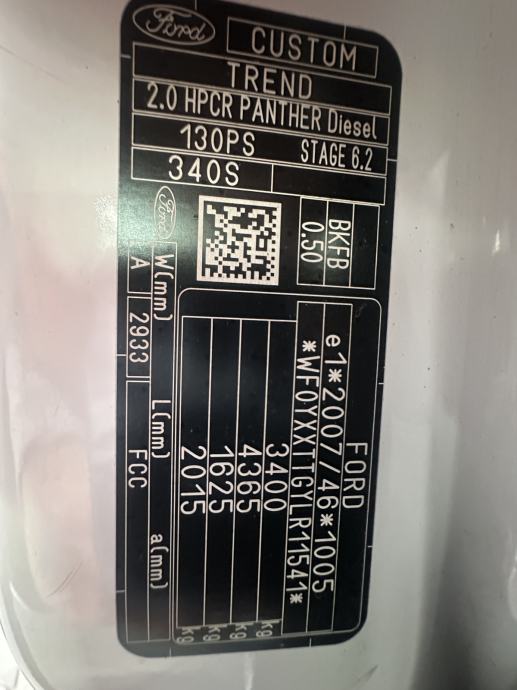 Ford
CUSTOM
TREND
2.0 HPCR PANTHER Diesel
130PS STAGE 6.2
340S
BKFB
0.50
FORD
e1*2007/46*1005
*WF0YXXTTGYLR11541*
3400 kg
4365 kg
1625 kg
2015 kg
Ford
W(mm) L(mm) a(mm)
A 2933 FCC